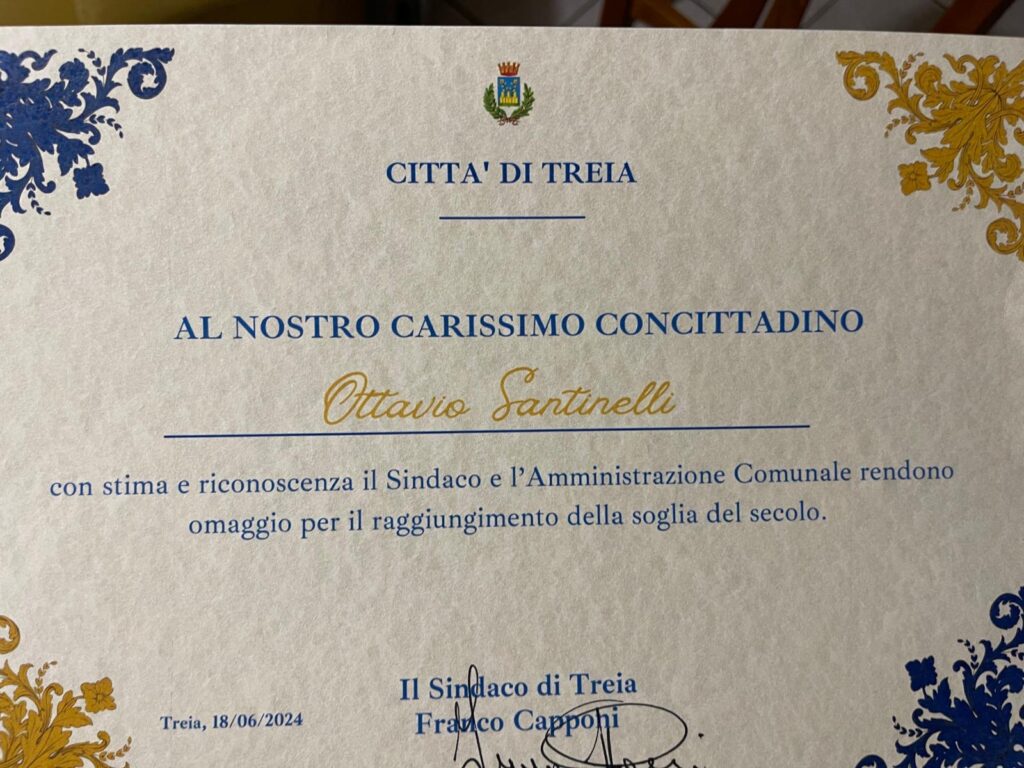 CITTA' DI TREIA
AL NOSTRO CARISSIMO CONCITTADINO
Ottavio Santinelli
con stima e riconoscenza il Sindaco e l’Amministrazione Comunale rendono
omaggio per il raggiungimento della soglia del secolo.
Il Sindaco di Treia
Treia, 18/06/2024
Franco Capponi